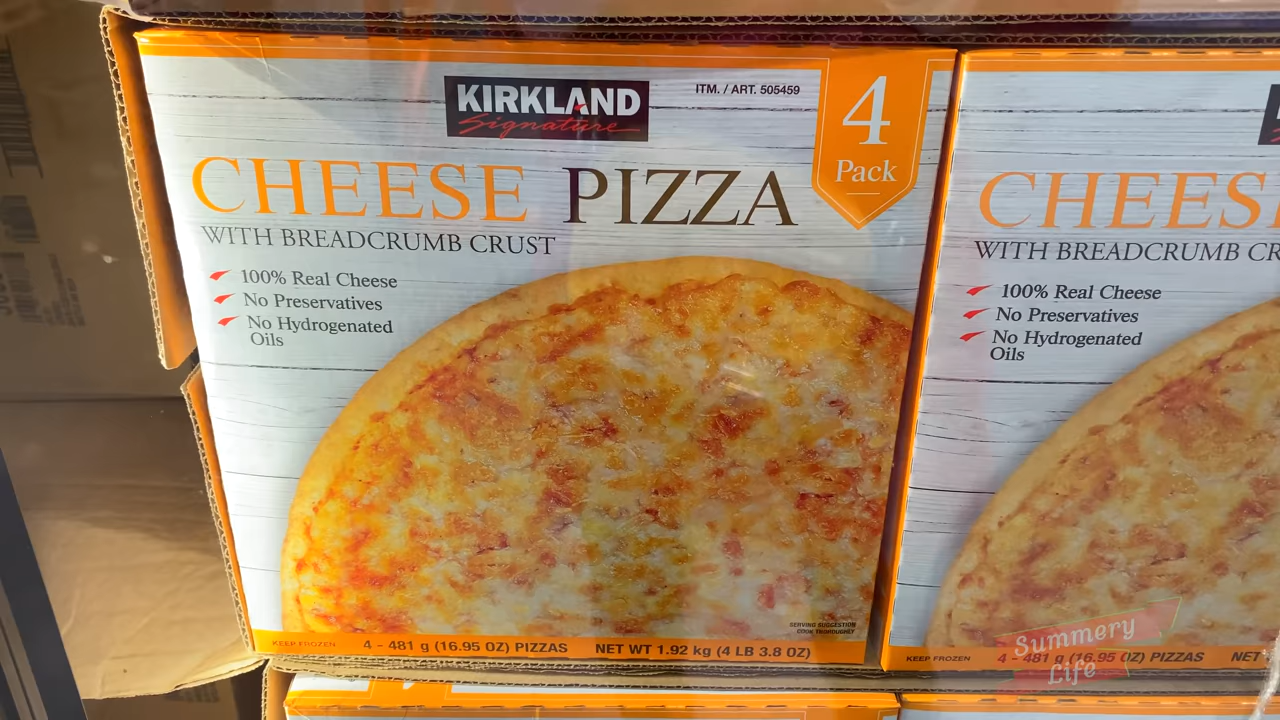 KIRKLAND
Signature
ITM. / ART. 505459
4
Pack
CHEESE PIZZA
WITH BREADCRUMB CRUST
100% Real Cheese
No Preservatives
No Hydrogenated
Oils
SERVING SUGGESTION
COOK THOROUGHLY
KEEP FROZEN
4 - 481 g (16.95 OZ) PIZZAS
NET WT 1.92 kg (4 LB 3.8 OZ)
CHEES
WITH BREADCRUMB CR
100% Real Cheese
No Preservatives
No Hydrogenated
Oils
KEEP FROZEN
4 - 481 g (16.95 OZ) PIZZAS
NET
Summery
Life